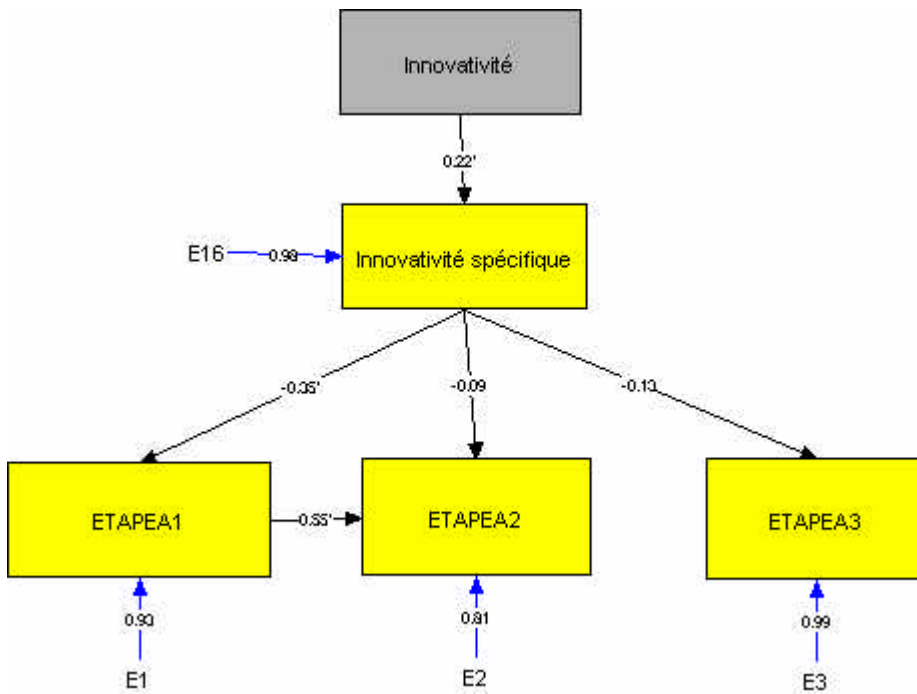 Innovativité
0.22'
E16
0.98
Innovativité spécifique
-0.35'
-0.09
-0.13
ETAPEA1
0.55'
ETAPEA2
ETAPEA3
0.93
0.81
0.99
E1
E2
E3